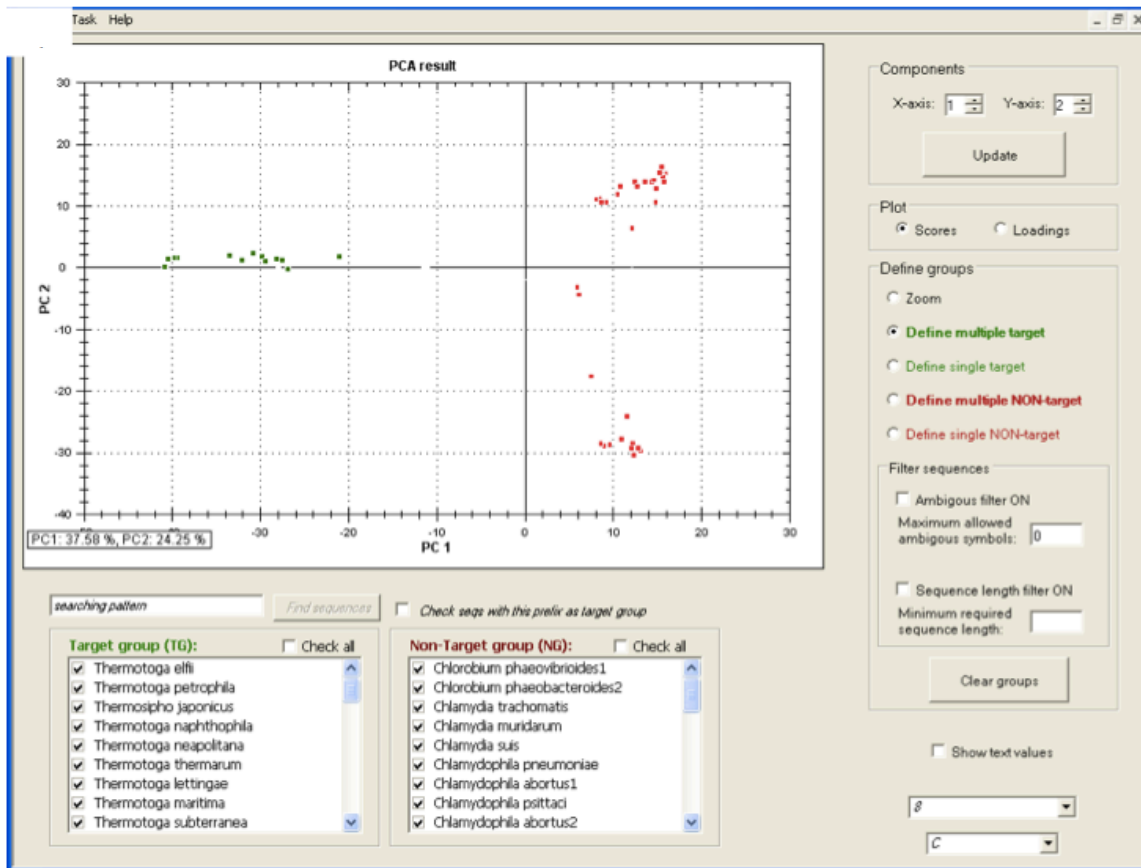 Task Help
PCA result
30
20
10
0
-10
-20
-30
-40
PC 2
-30 -20 -10 0 10 20 30
PC1: 37.58 %, PC2: 24.25 %
PC 1
Components
X-axis: 1 Y-axis: 2
Update
Plot
Scores Loadings
Define groups
Zoom
Define multiple target
Define single target
Define multiple NON-target
Define single NON-target
Filter sequences
Ambigous filter ON
Maximum allowed
ambigous symbols: 0
Sequence length filter ON
Minimum required
sequence length:
Clear groups
Show text values
8
C
searching pattern Find sequences Check seqs with this prefix as target group
Target group (TG): Check all
Thermotoga elfii
Thermotoga petrophila
Thermosipho japonicus
Thermotoga naphthophila
Thermotoga neapolitana
Thermotoga thermarum
Thermotoga lettingae
Thermotoga maritima
Thermotoga subterranea
Non-Target group (NG): Check all
Chlorobium phaeovibrioides1
Chlorobium phaeobacteroides2
Chlamydia trachomatis
Chlamydia muridarum
Chlamydia suis
Chlamydophila pneumoniae
Chlamydophila abortus1
Chlamydophila psittaci
Chlamydophila abortus2